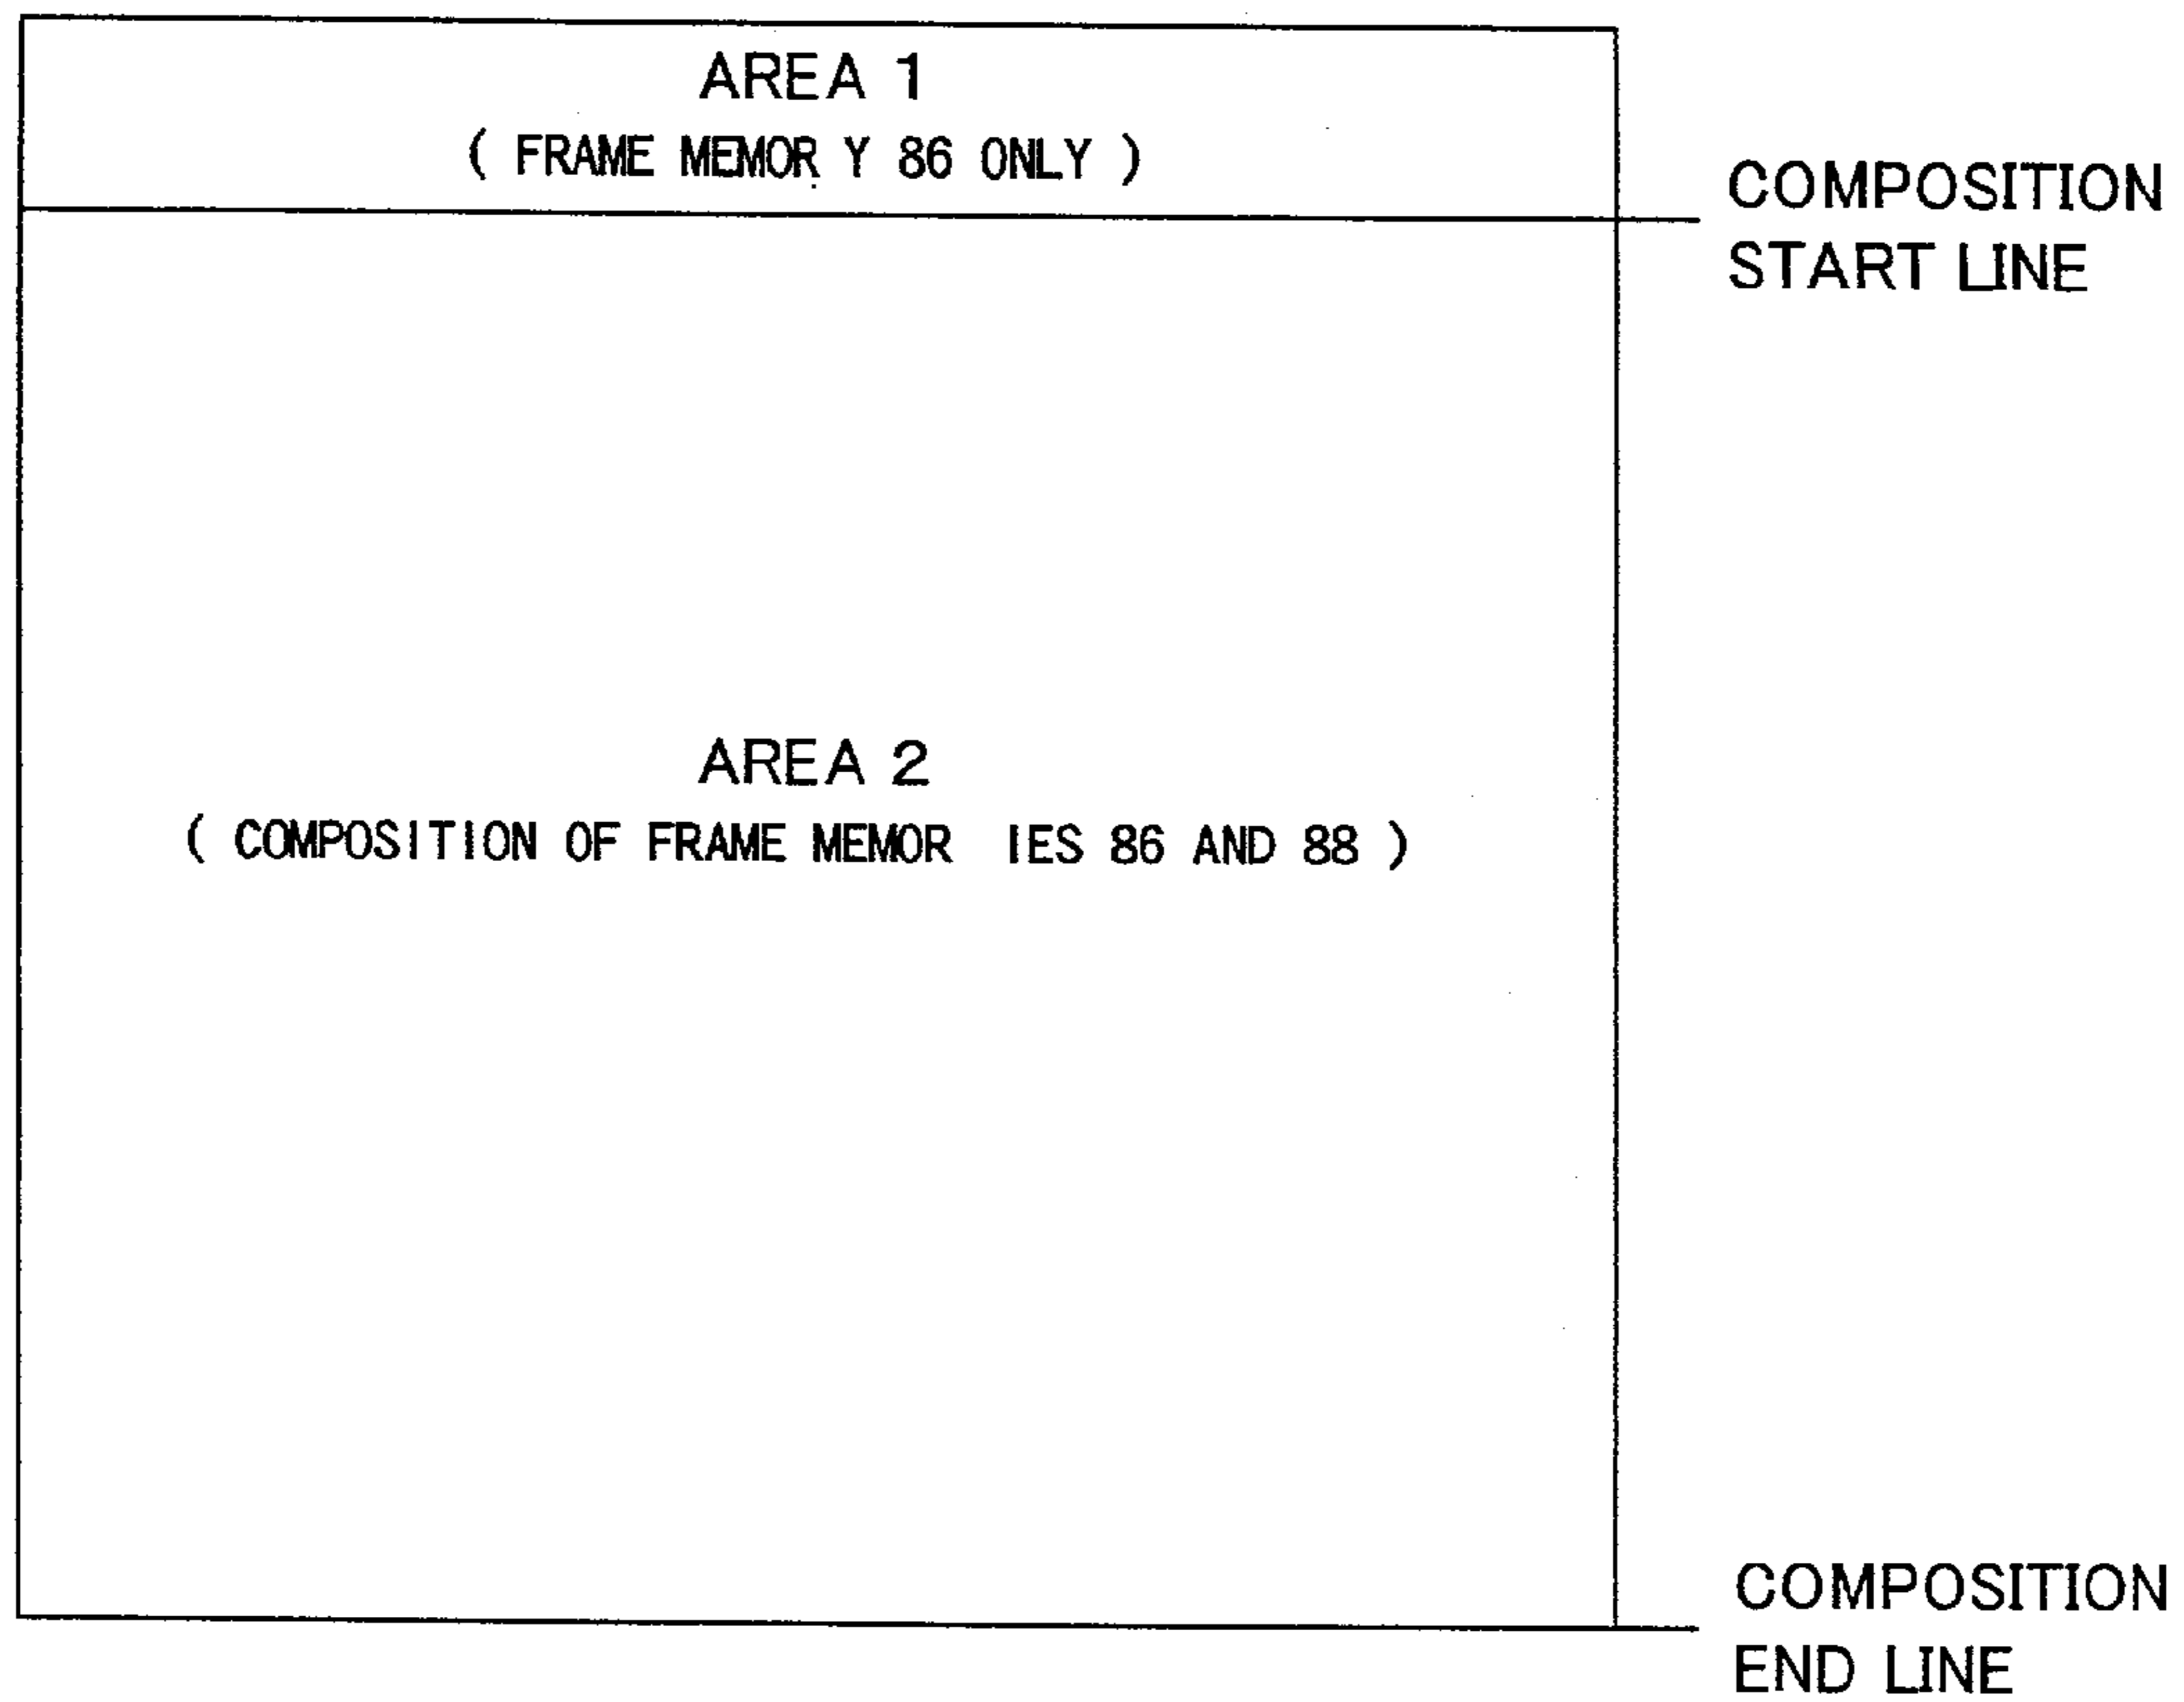 AREA 1
( FRAME MEMOR Y 86 ONLY )
COMPOSITION
START LINE
AREA 2
( COMPOSITION OF FRAME MEMOR IES 86 AND 88 )
COMPOSITION
END LINE